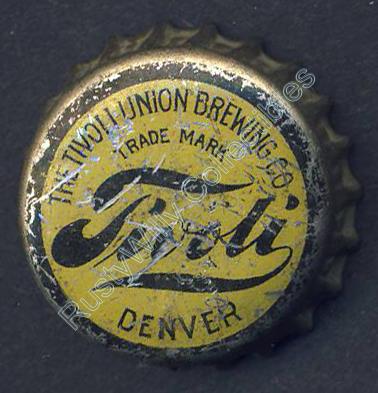 THE TIVOLI UNION BREWING CO.
TRADE MARK
Tivoli
DENVER